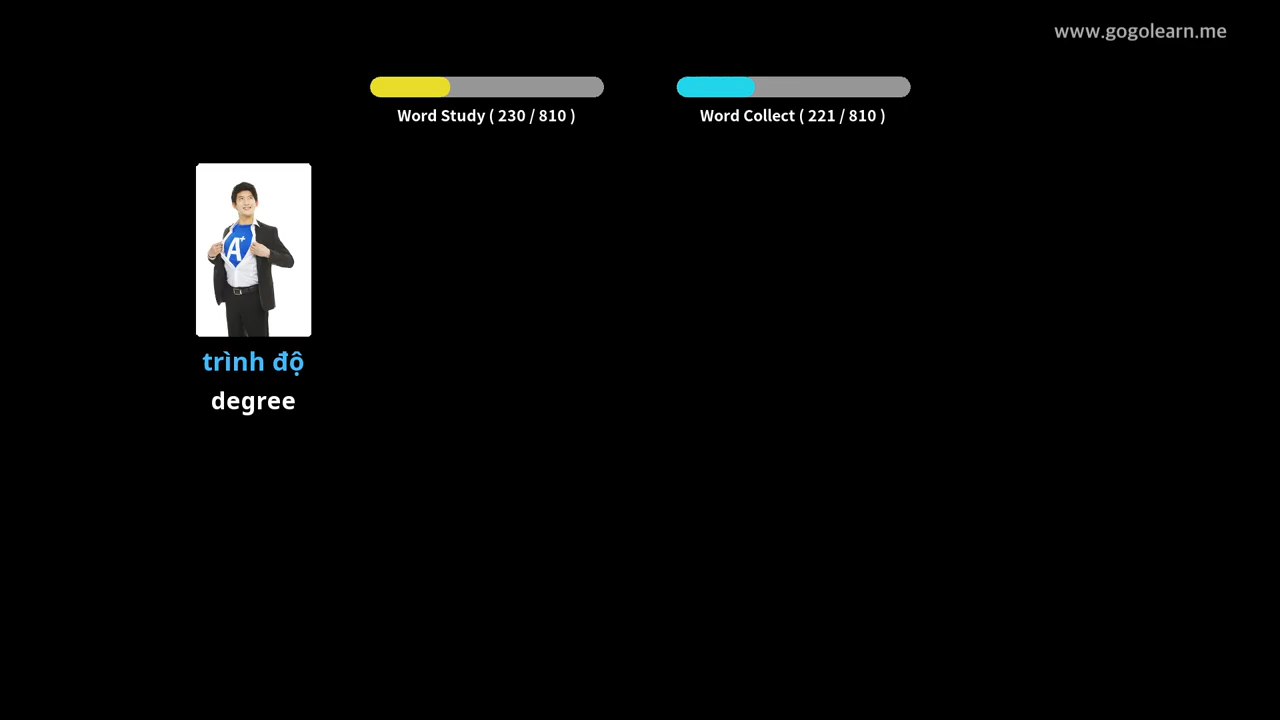 www.gogolearn.me
Word Study ( 230 / 810 )
Word Collect ( 221 / 810 )
A+
trình độ
degree